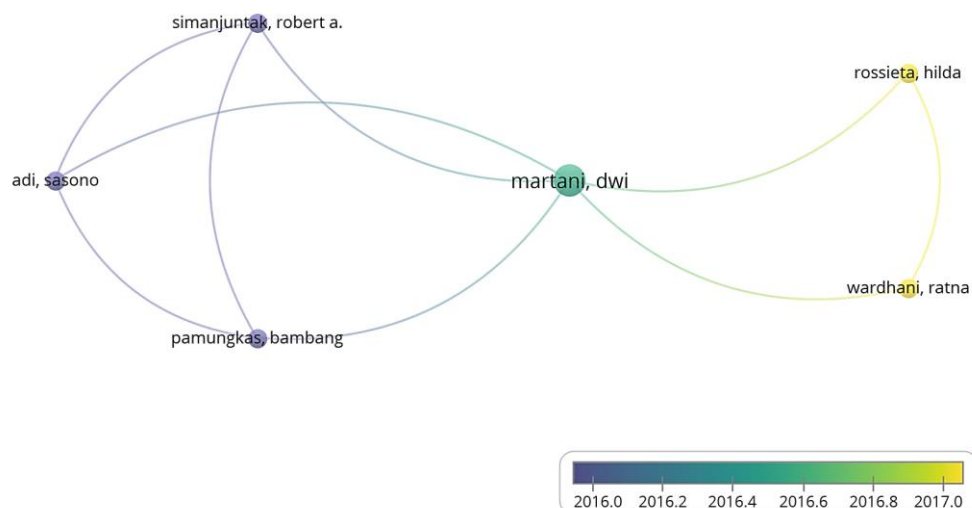 simanjuntak, robert a.
rossieta, hilda
adi, sasono
martani, dwi
wardhani, ratna
pamungkas, bambang
2016.0 2016.2 2016.4 2016.6 2016.8 2017.0